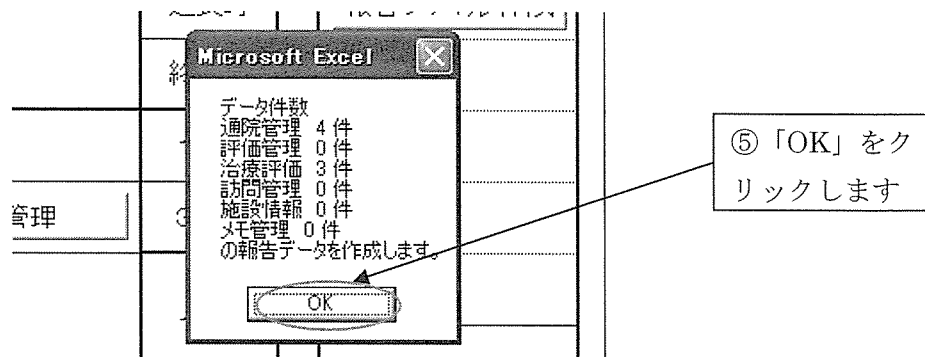 Microsoft Excel
データ件数
通院管理 4 件
評価管理 0 件
治療評価 3 件
訪問管理 0 件
施設情報 0 件
メモ管理 0 件
の報告データを作成します。
OK
管理
⑤「OK」をク
リックします